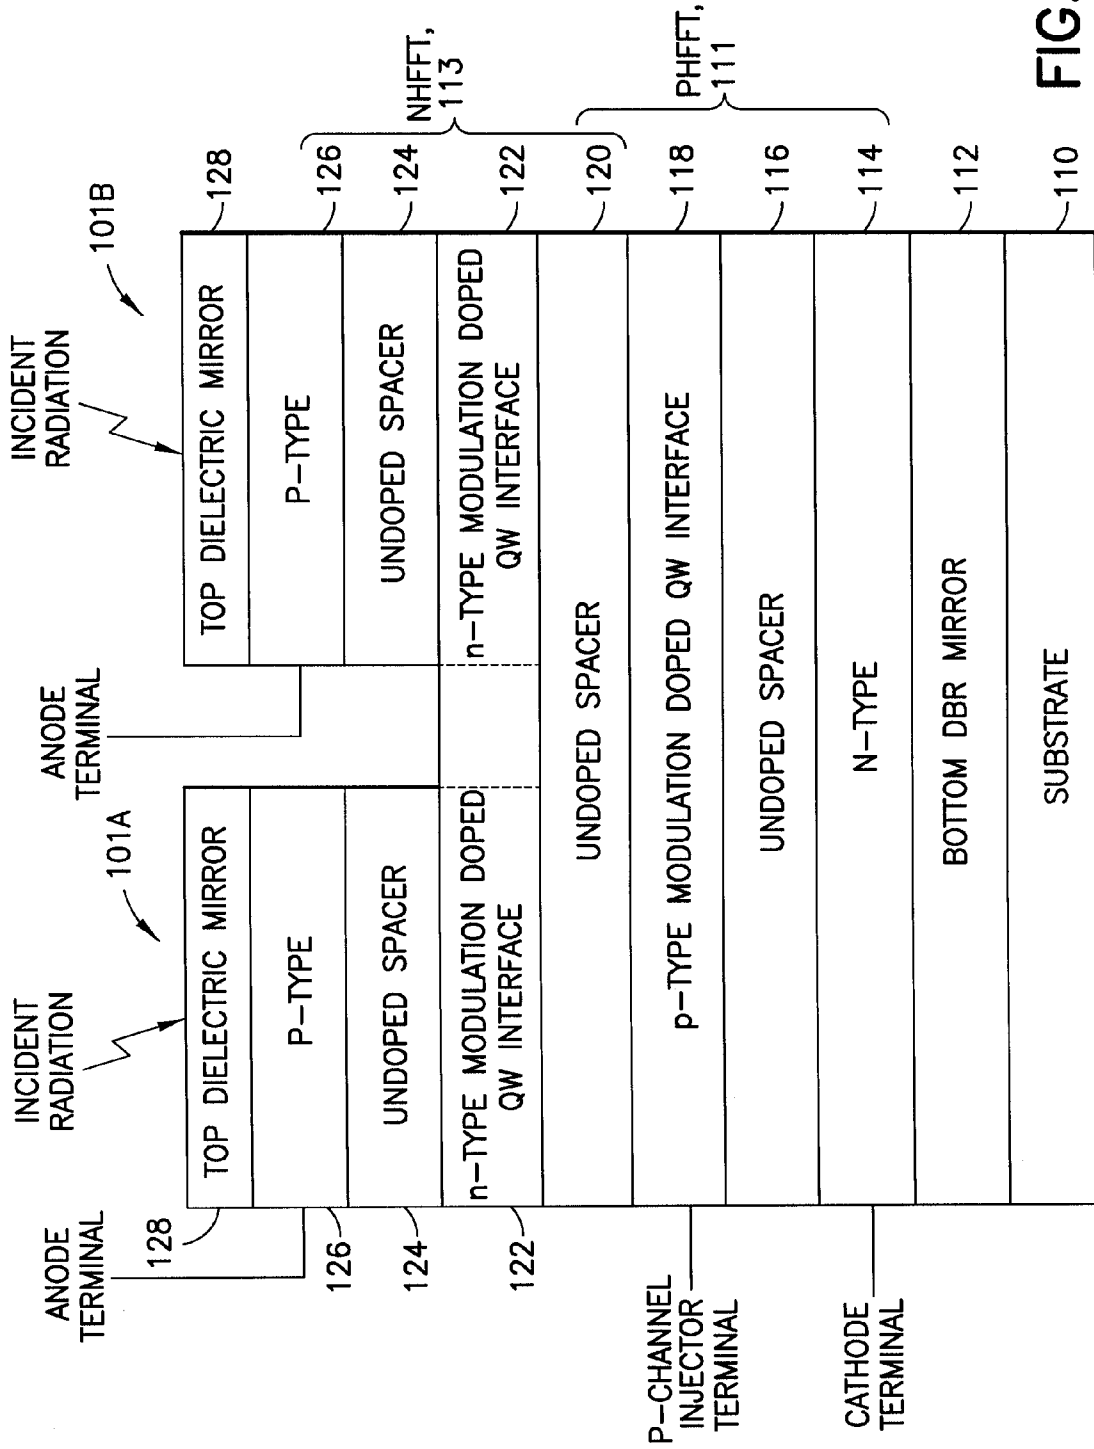 INCIDENT
RADIATION
INCIDENT
RADIATION
ANODE
TERMINAL
101A
ANODE
TERMINAL
101B
128
TOP DIELECTRIC MIRROR
TOP DIELECTRIC MIRROR
128
126
P-TYPE
P-TYPE
126
124
UNDOPED SPACER
UNDOPED SPACER
124
122
n-TYPE MODULATION DOPED
QW INTERFACE
n-TYPE MODULATION DOPED
QW INTERFACE
122
NHFFT,
113
UNDOPED SPACER
120
P-CHANNEL
INJECTOR
TERMINAL
p-TYPE MODULATION DOPED QW INTERFACE
118
PHFFT,
111
UNDOPED SPACER
116
CATHODE
TERMINAL
N-TYPE
114
BOTTOM DBR MIRROR
112
SUBSTRATE
110
FIG.